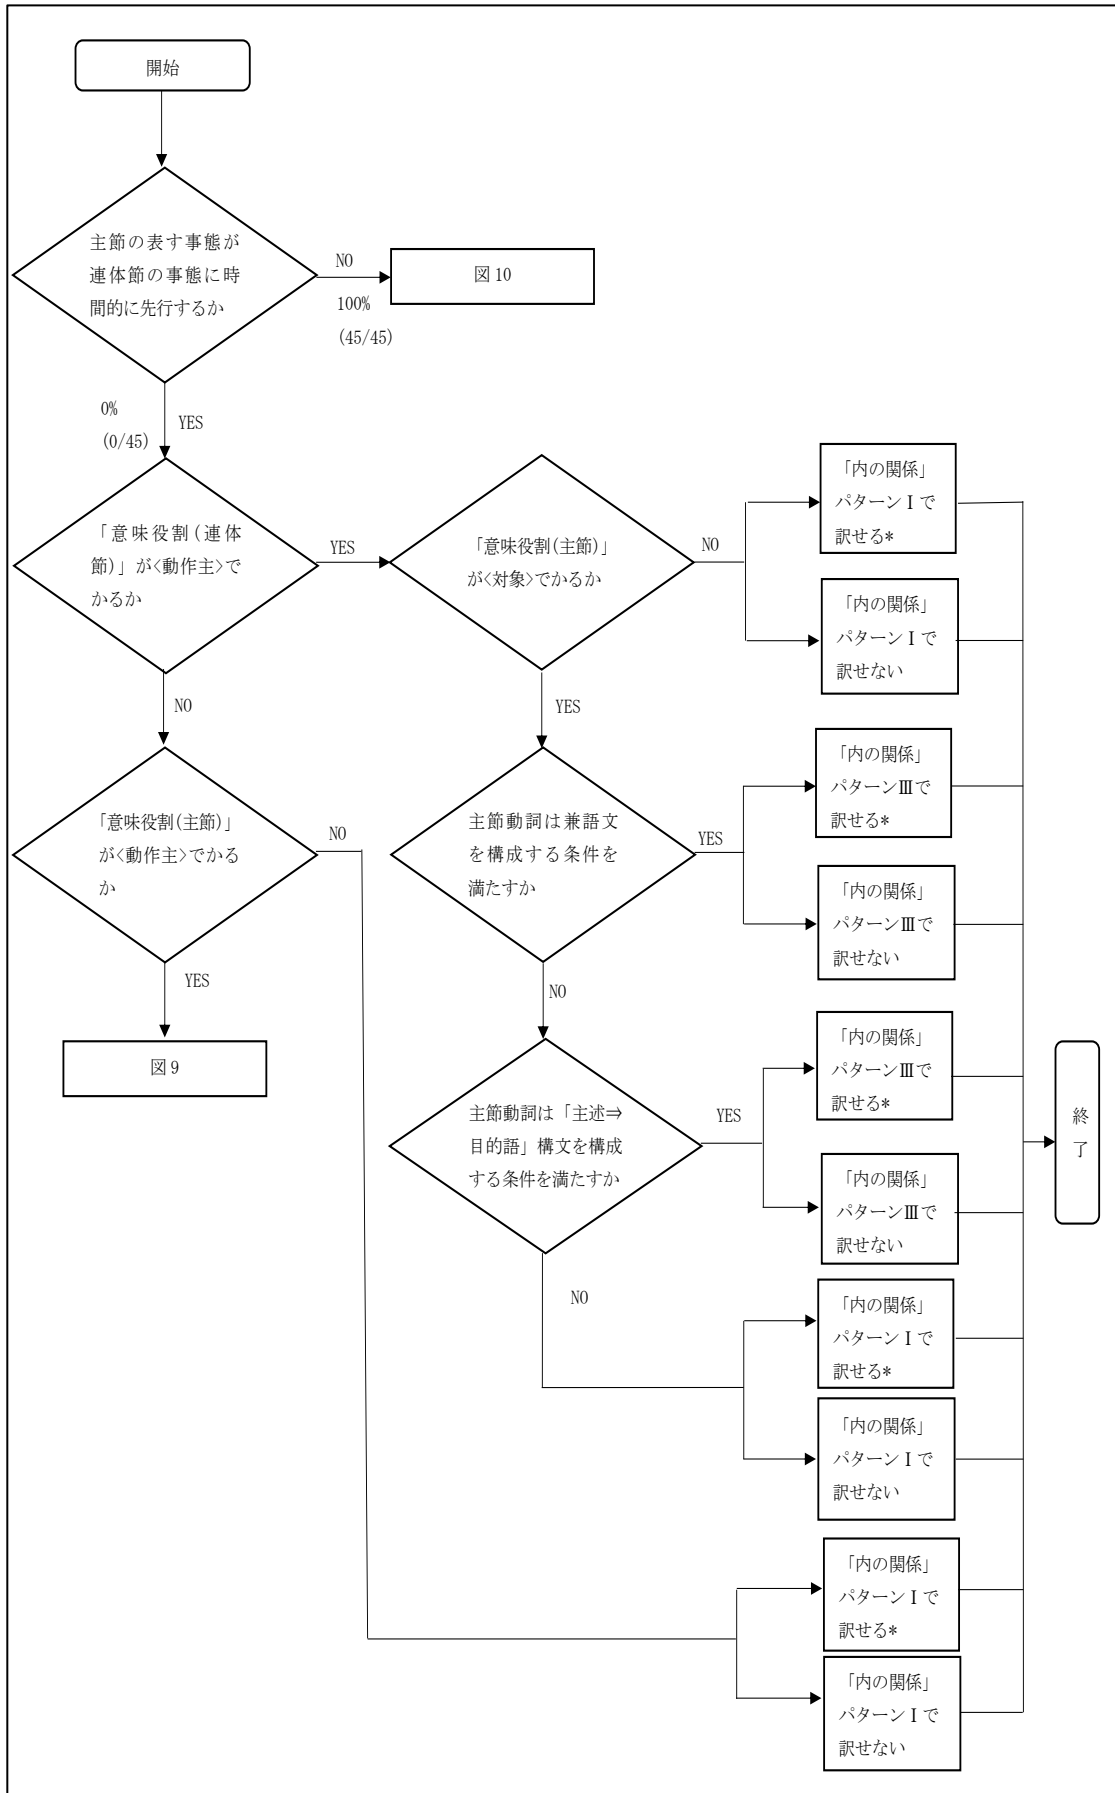 開始
主節の表す事態が
連体節の事態に時
間的に先行するか
NO
100%
(45/45)
図10
0%
(0/45)
YES
「意味役割(連体
節)」が<動作主>で
かるか
YES
「意味役割(主節)」
が<対象>でかるか
NO
「内の関係」
パターンⅠで
訳せる*
「内の関係」
パターンⅠで
訳せない
NO
YES
「意味役割(主節)」
が<動作主>でかる
か
NO
主節動詞は兼語文
を構成する条件を
満たすか
YES
「内の関係」
パターンⅢで
訳せる*
「内の関係」
パターンⅢで
訳せない
YES
図9
NO
主節動詞は「主述⇒
目的語」構文を構成
する条件を満たすか
YES
「内の関係」
パターンⅢで
訳せる*
「内の関係」
パターンⅢで
訳せない
終
了
NO
「内の関係」
パターンⅠで
訳せる*
「内の関係」
パターンⅠで
訳せない
「内の関係」
パターンⅠで
訳せる*
「内の関係」
パターンⅠで
訳せない